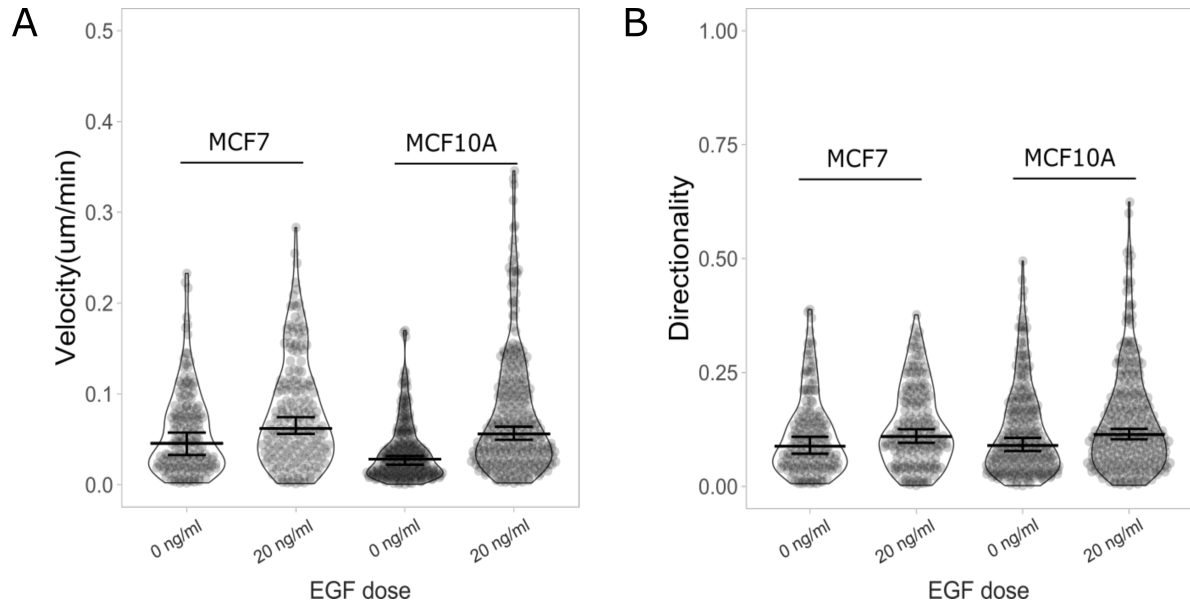 A
B
0.5
0.4
0.3
0.2
0.1
0.0
Velocity(um/min)
MCF7
MCF10A
0 ng/ml
20 ng/ml
0 ng/ml
20 ng/ml
EGF dose
1.00
0.75
0.50
0.25
0.00
Directionality
MCF7
MCF10A
0 ng/ml
20 ng/ml
0 ng/ml
20 ng/ml
EGF dose